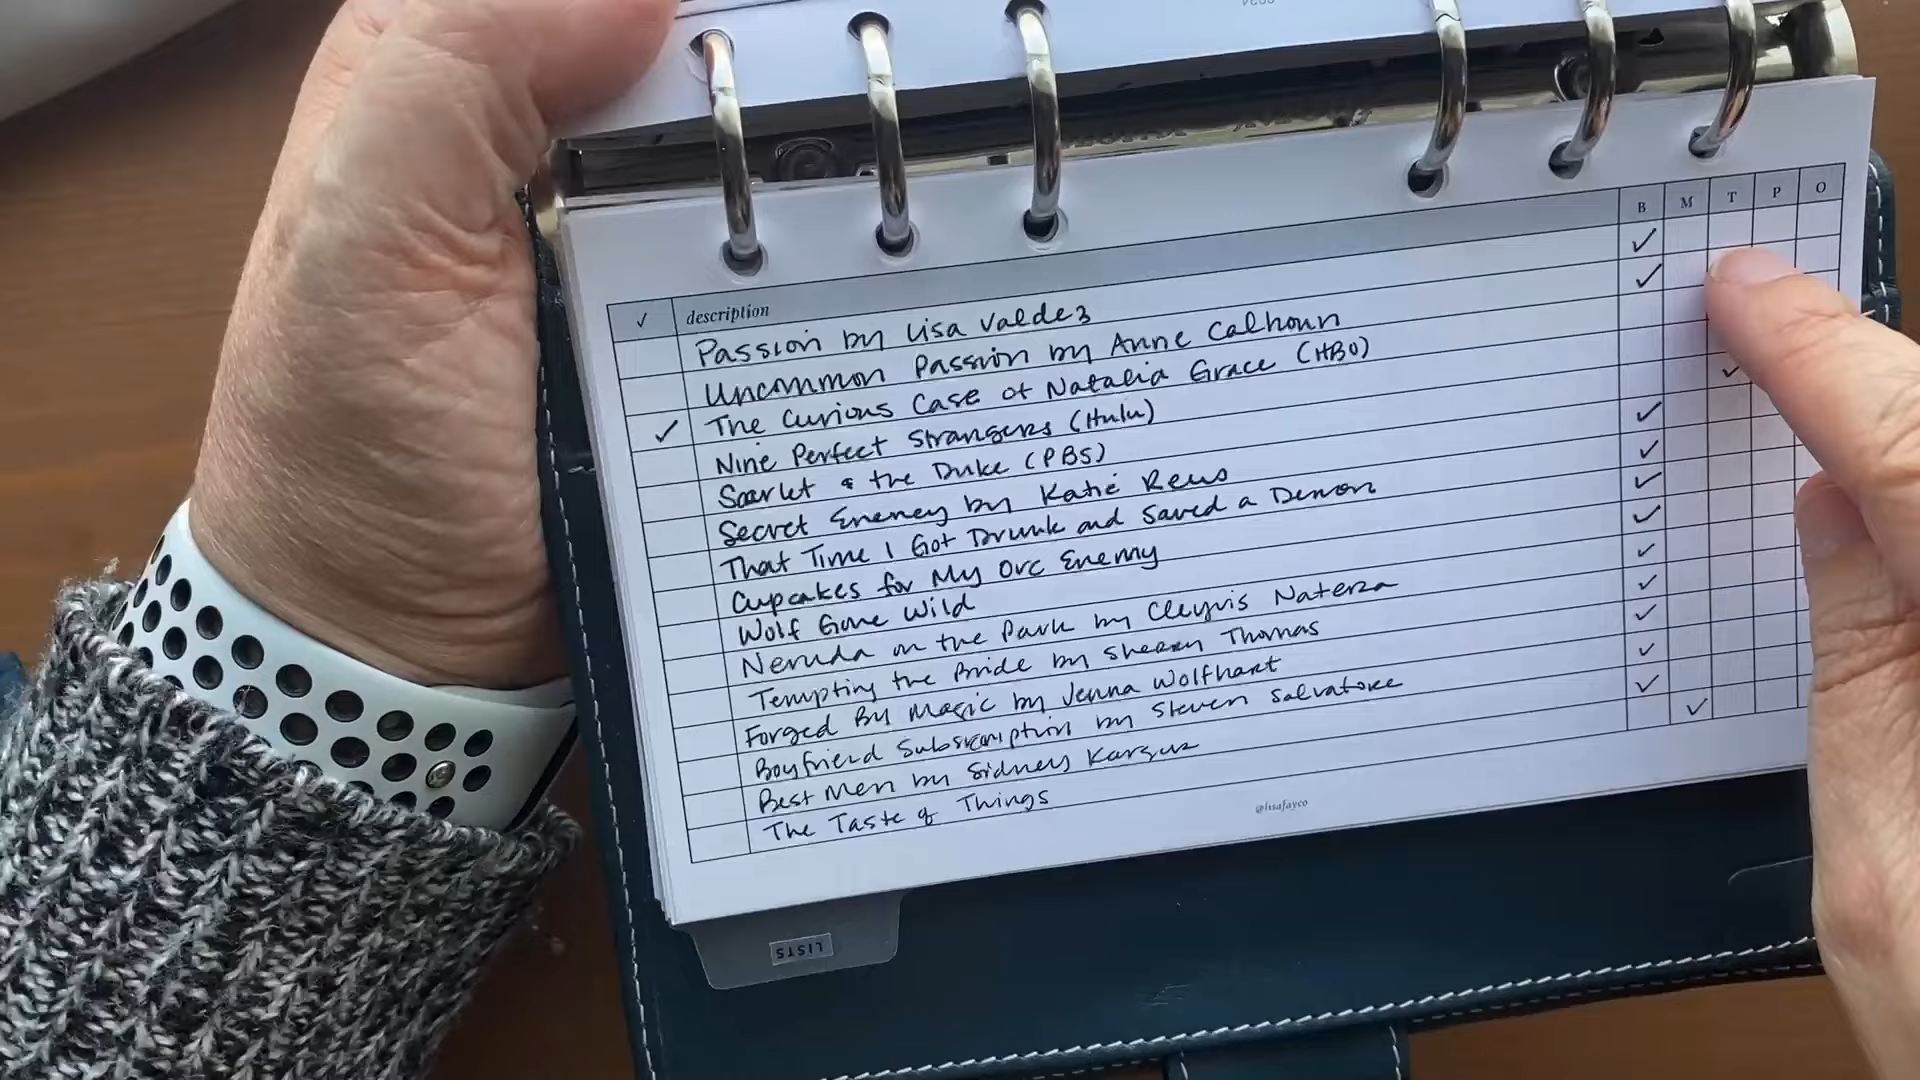 B M T P O
✓ description
Passion by Lisa Valdez ✓
Uncommon Passion by Anne Calhoun ✓
The Curious Case of Natalia Grace (HBO)
✓ Nine Perfect Strangers (Hulu)
Scarlet & the Duke (PBS) ✓
Secret Enemy by Katie Reus ✓
That Time I Got Drunk and Saved a Demon ✓
Cupcakes for My Orc Enemy ✓
Wolf Gone Wild ✓
Neruda on the Park by Cleyvis Natera ✓
Tempting the Bride by Sherry Thomas ✓
Forged By Magic by Jenna Wolfhart ✓
Boyfriend Subscription by Steven Salvatore ✓
Best Men by Sidney Karger ✓
The Taste of Things ✓
@lisafayco
LISTS